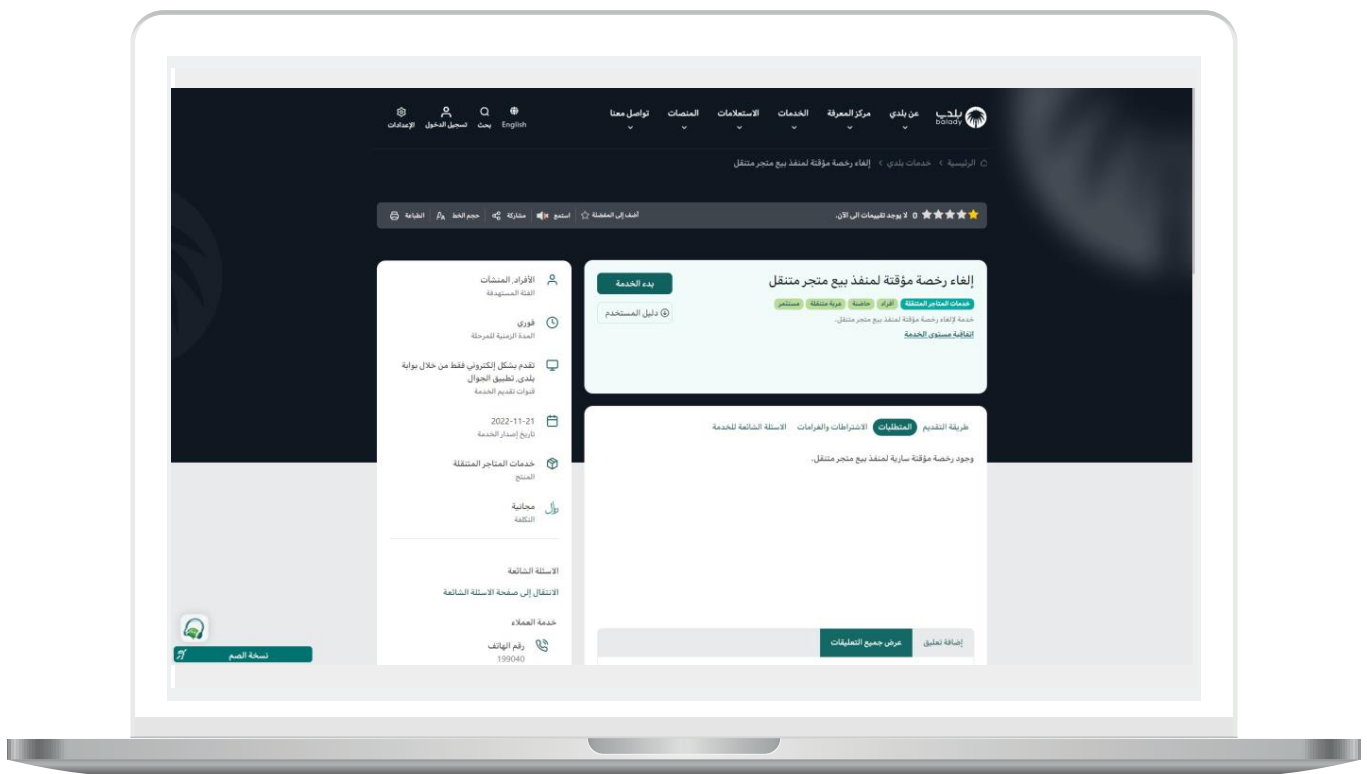 بلدي
balady
عن بلدي
مركز المعرفة
الخدمات
الاستعلامات
المنصات
تواصل معنا
English
بحث
تسجيل الدخول
الإعدادات
الرئيسية > خدمات بلدي > إلغاء رخصة مؤقتة لمنفذ بيع متجر متنقل
0 لا يوجد تقييمات الى الآن.
أضف إلى المفضلة
استمع
مشاركة
حجم الخط
الطباعة
إلغاء رخصة مؤقتة لمنفذ بيع متجر متنقل
خدمات المتاجر المتنقلة
أفراد
حاضنة
عربة متنقلة
مستثمر
خدمة لإلغاء رخصة مؤقتة لمنفذ بيع متجر متنقل.
اتفاقية مستوى الخدمة
بدء الخدمة
دليل المستخدم
طريقة التقديم
المتطلبات
الاشتراطات والغرامات
الاسئلة الشائعة للخدمة
وجود رخصة مؤقتة سارية لمنفذ بيع متجر متنقل.
إضافة تعليق
عرض جميع التعليقات
الأفراد, المنشآت
الفئة المستهدفة
فوري
المدة الزمنية للمرحلة
تقدم بشكل إلكتروني فقط من خلال بوابة
بلدي, تطبيق الجوال
قنوات تقديم الخدمة
2022-11-21
تاريخ إصدار الخدمة
خدمات المتاجر المتنقلة
المنتج
مجانية
التكلفة
الاسئلة الشائعة
الانتقال إلى صفحة الاسئلة الشائعة
خدمة العملاء
رقم الهاتف
199040
نسخة الصم